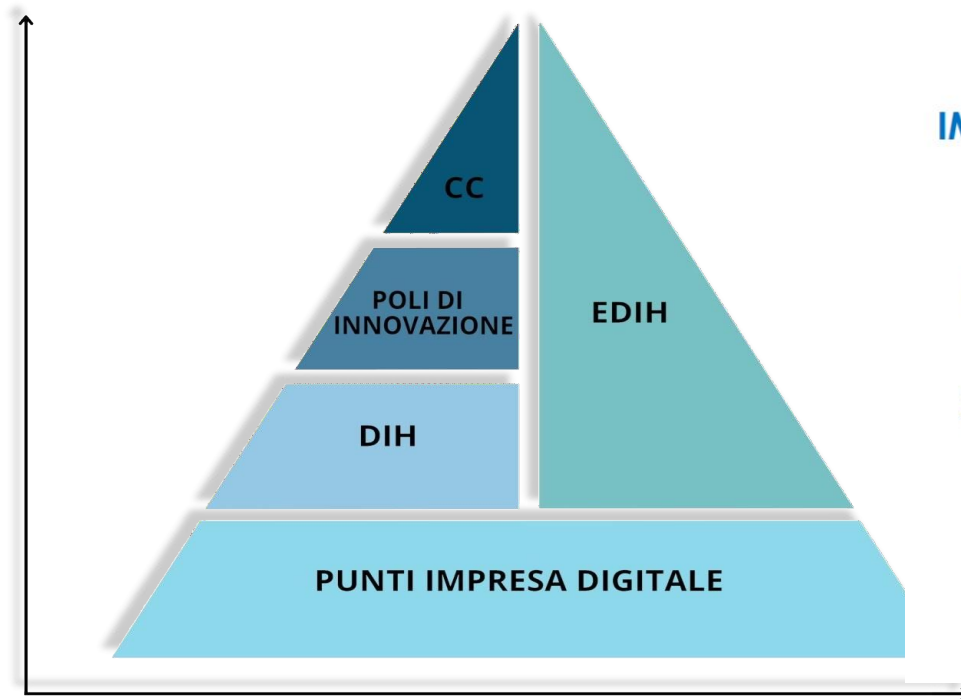 CC
POLI DI
INNOVAZIONE
EDIH
DIH
PUNTI IMPRESA DIGITALE